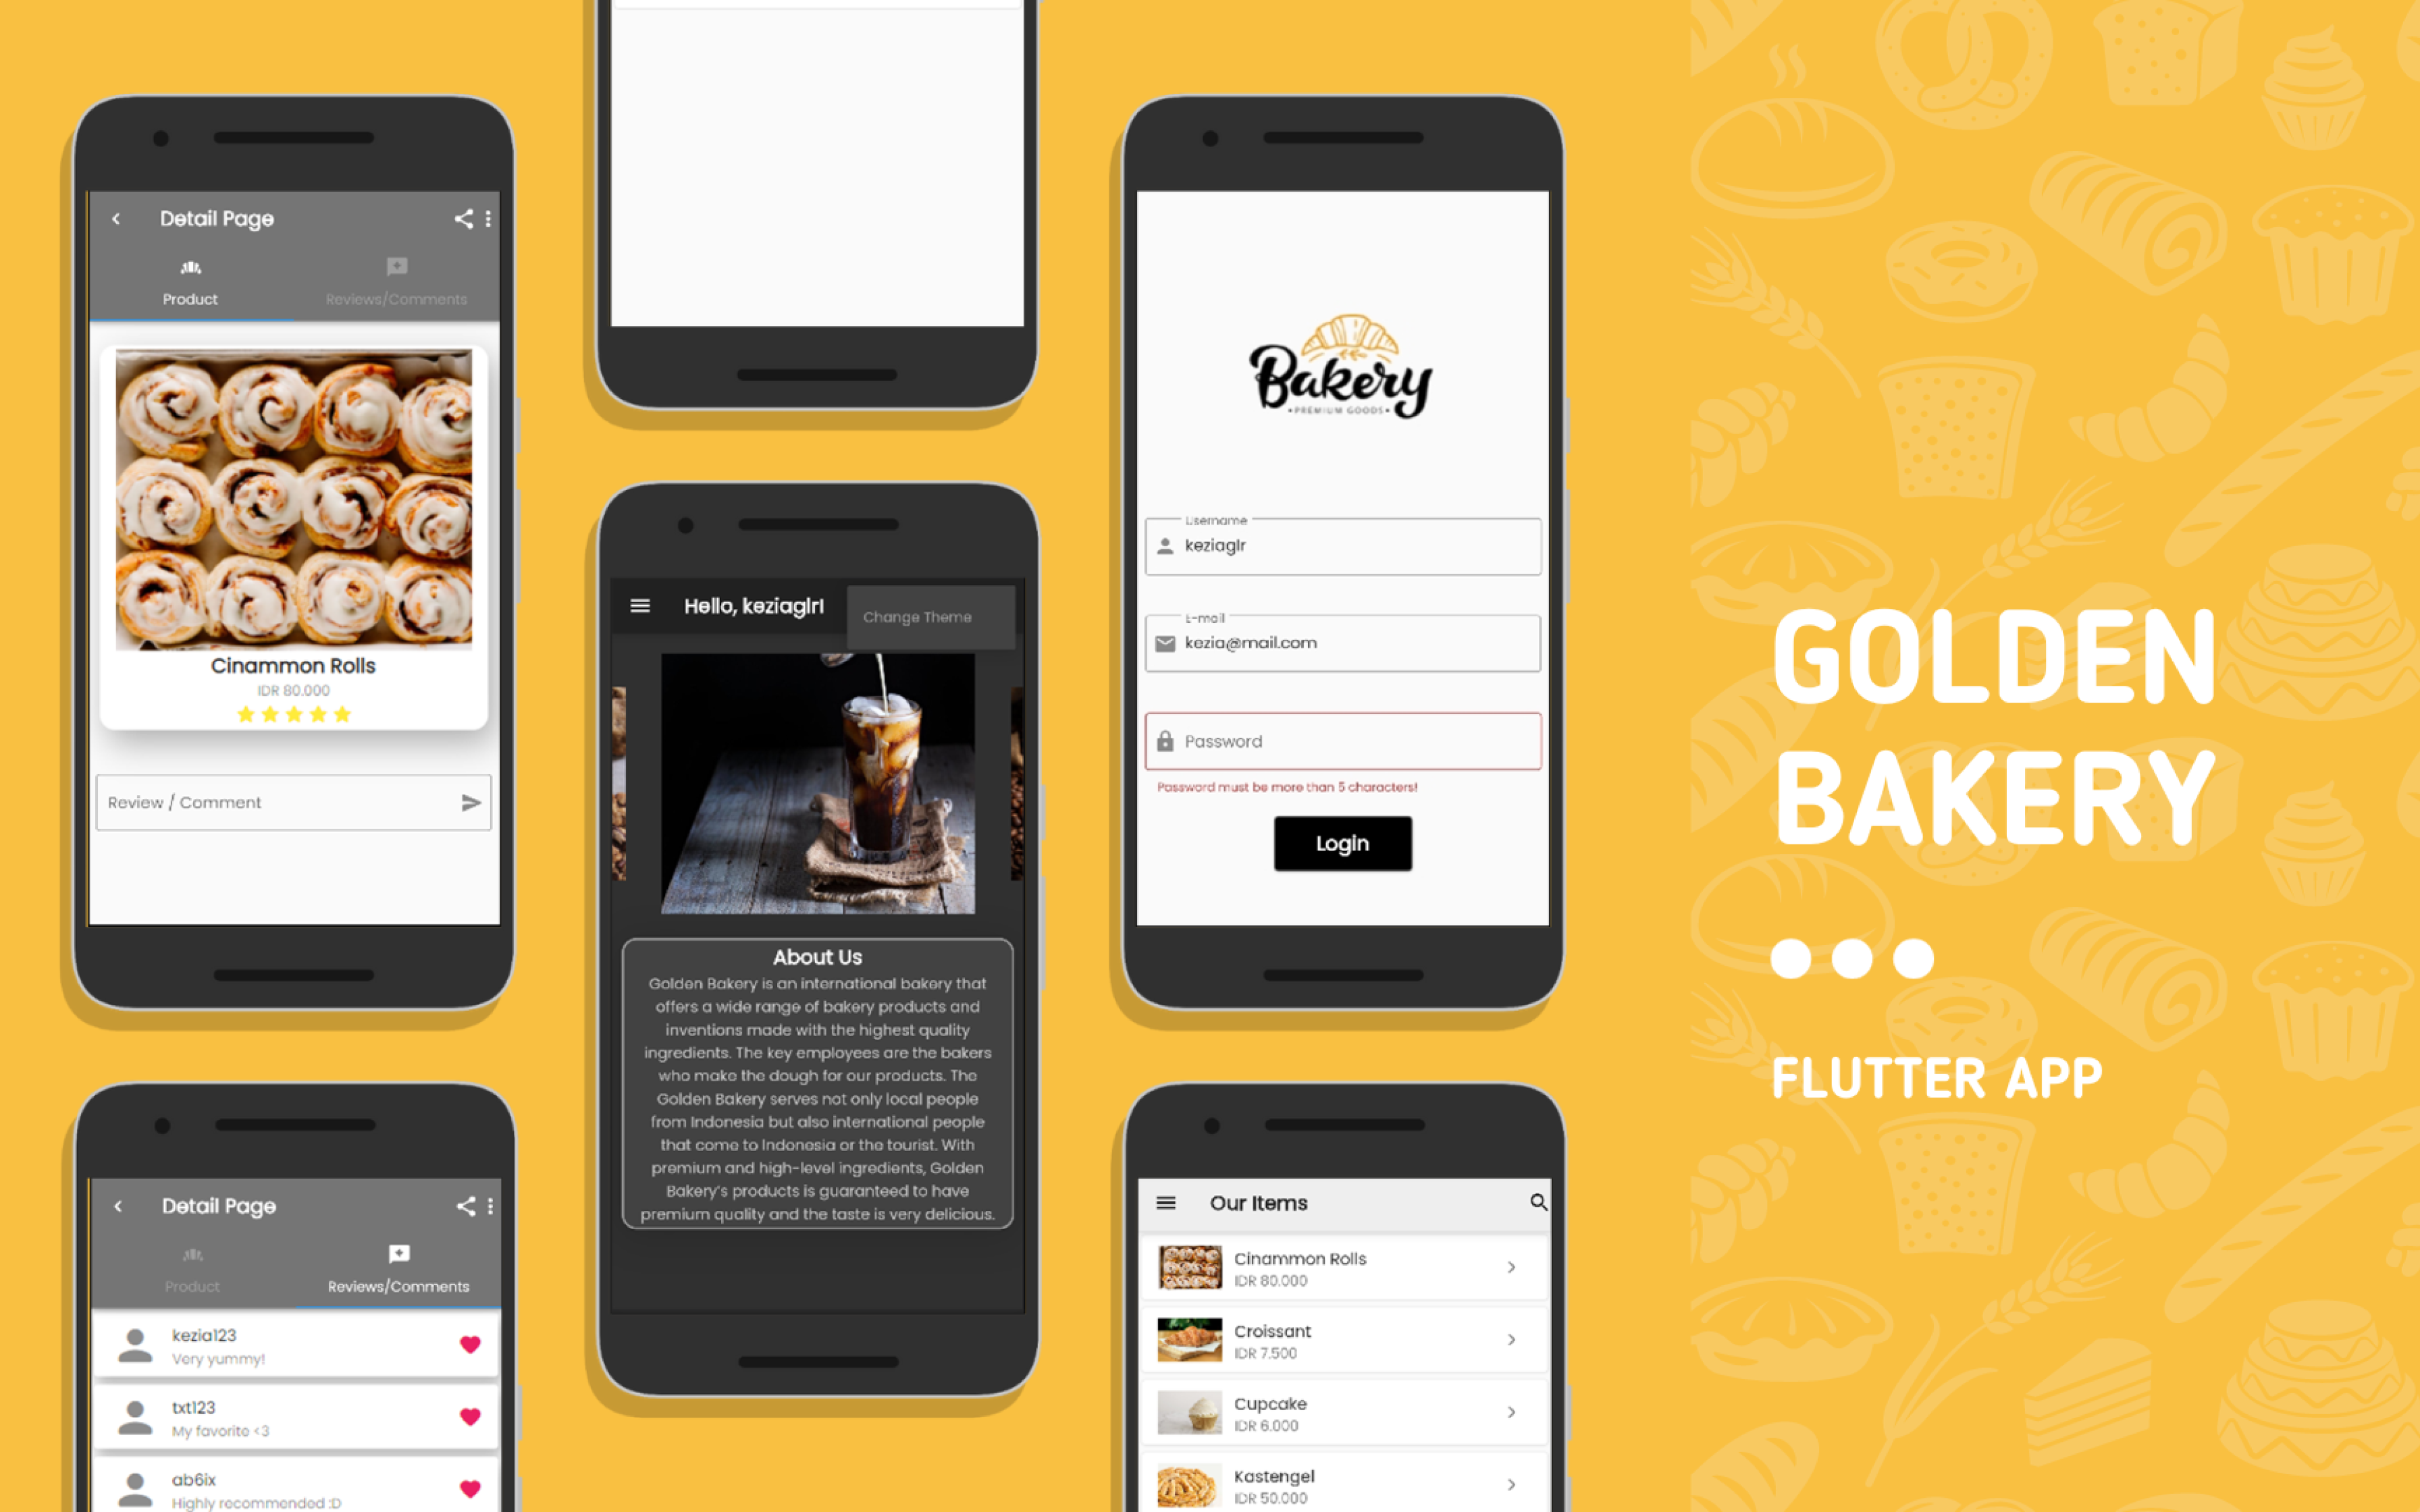 Detail Page
Product
Reviews/Comments
Cinammon Rolls
IDR 80.000
Review / Comment
Detail Page
Product
Reviews/Comments
kezia123
Very yummy!
txt123
My favorite <3
ab6ix
Highly recommended :D
Hello, keziaglr!
Change Theme
About Us
Golden Bakery is an international bakery that
offers a wide range of bakery products and
inventions made with the highest quality
ingredients. The key employees are the bakers
who make the dough for our products. The
Golden Bakery serves not only local people
from Indonesia but also international people
that come to Indonesia or the tourist. With
premium and high-level ingredients, Golden
Bakery's products is guaranteed to have
premium quality and the taste is very delicious.
Bakery
•PREMIUM GOODS•
Username
keziaglr
E-mail
kezia@mail.com
Password
Password must be more than 5 characters!
Login
Our Items
Cinammon Rolls
IDR 80.000
Croissant
IDR 7.500
Cupcake
IDR 6.000
Kastengel
IDR 50.000
GOLDEN
BAKERY
FLUTTER APP